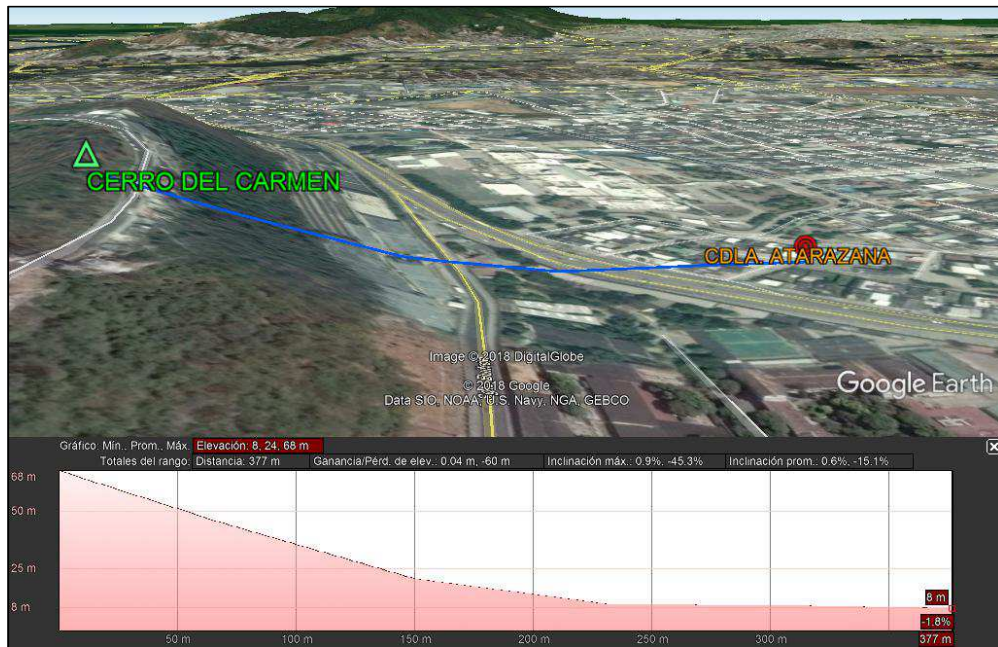 CERRO DEL CARMEN
CDLA. ATARAZANA
Image © 2018 DigitalGlobe
© 2018 Google
Data SIO, NOAA, U.S. Navy, NGA, GEBCO
Google Earth
Gráfico: Mín., Prom., Máx. Elevación: 8, 24, 68 m
Totales del rango: Distancia: 377 m Ganancia/Pérd. de elev.: 0.04 m, -60 m Inclinación máx.: 0.9%, -45.3% Inclinación prom.: 0.6%, -15.1%
68 m
50 m
25 m
8 m
8 m
-1.8%
50 m 100 m 150 m 200 m 250 m 300 m 377 m